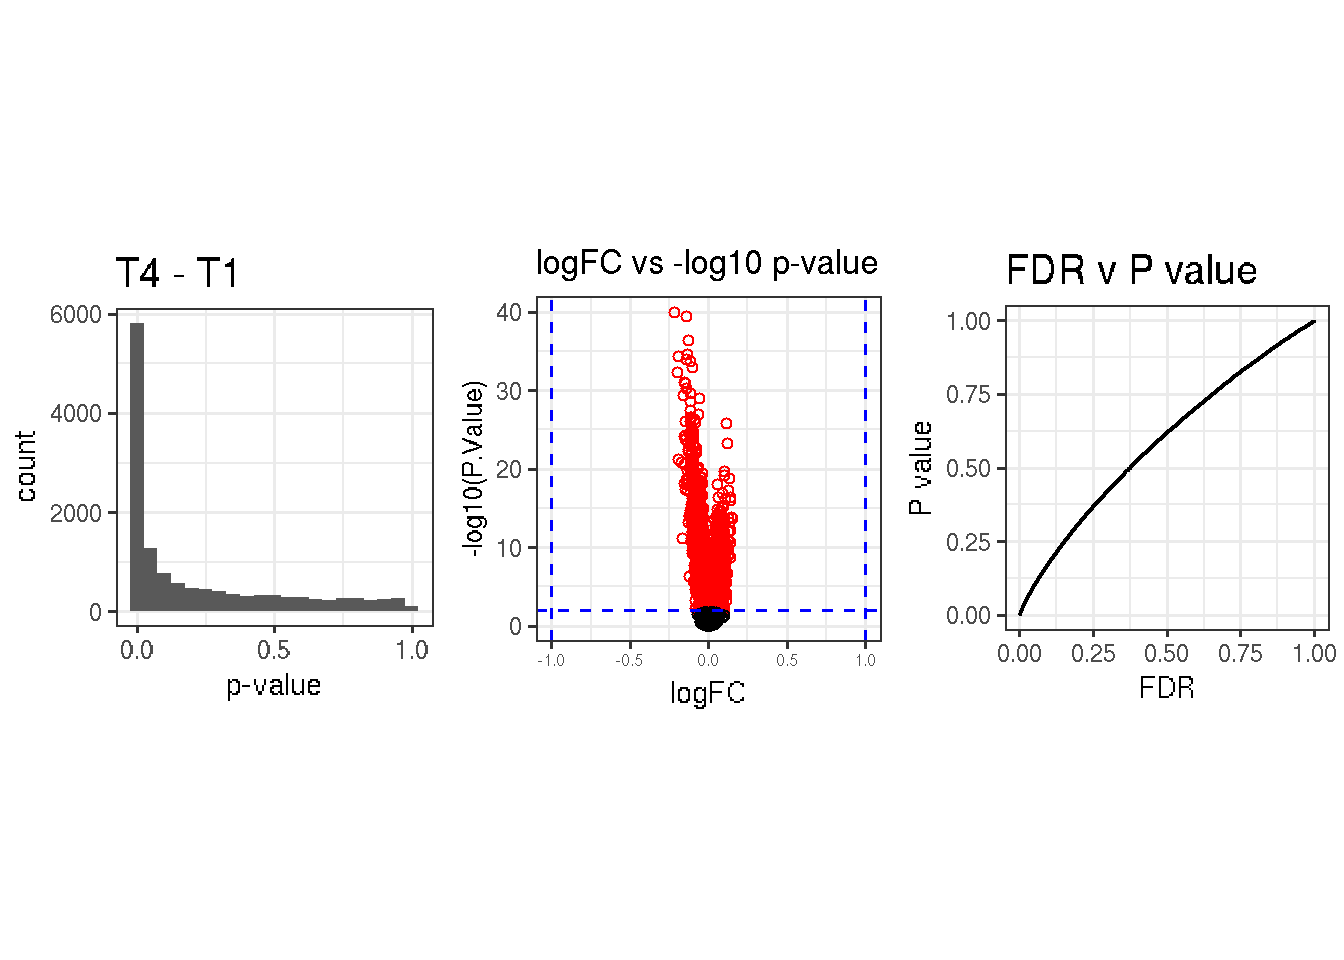 T4 - T1
count
6000
4000
2000
0
0.0 0.5 1.0
p-value
logFC vs -log10 p-value
-log10(P.Value)
40
30
20
10
0
-1.0 -0.5 0.0 0.5 1.0
logFC
FDR v P value
P value
1.00
0.75
0.50
0.25
0.00
0.00 0.25 0.50 0.75 1.00
FDR